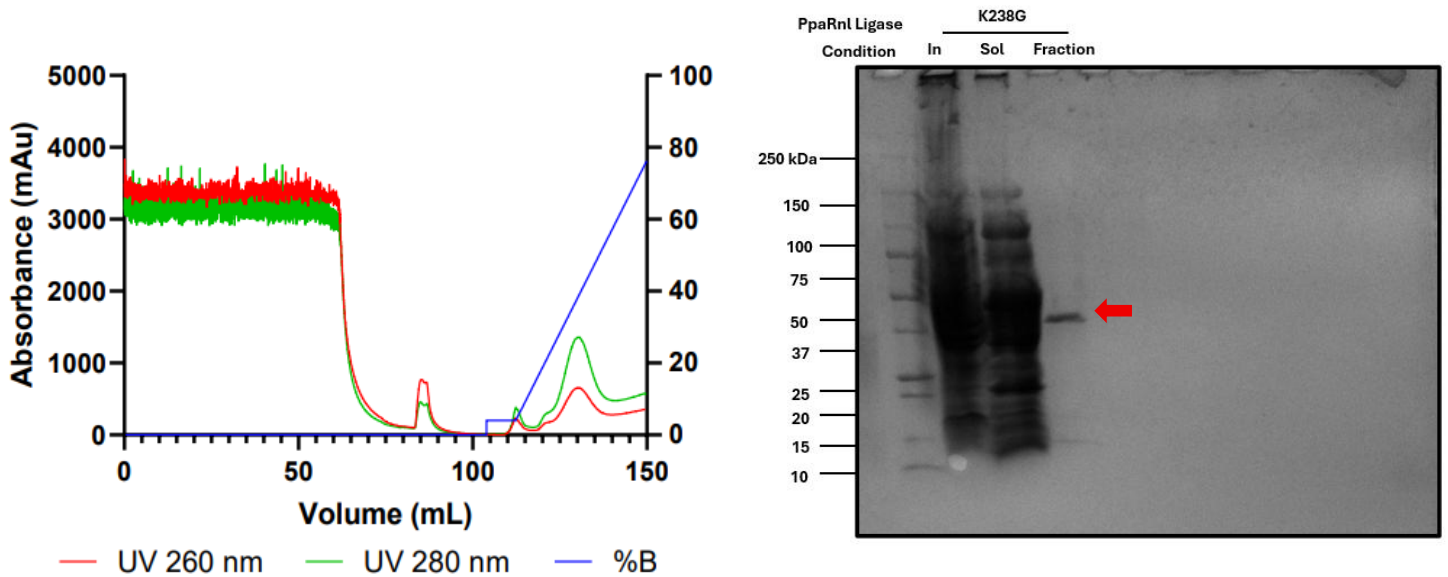 5000
4000
3000
2000
1000
0
Absorbance (mAu)
100
80
60
40
20
0
0 50 100 150
Volume (mL)
UV 260 nm UV 280 nm %B
K238G
PpaRnl Ligase
Condition In Sol Fraction
250 kDa
150
100
75
50
37
25
20
15
10